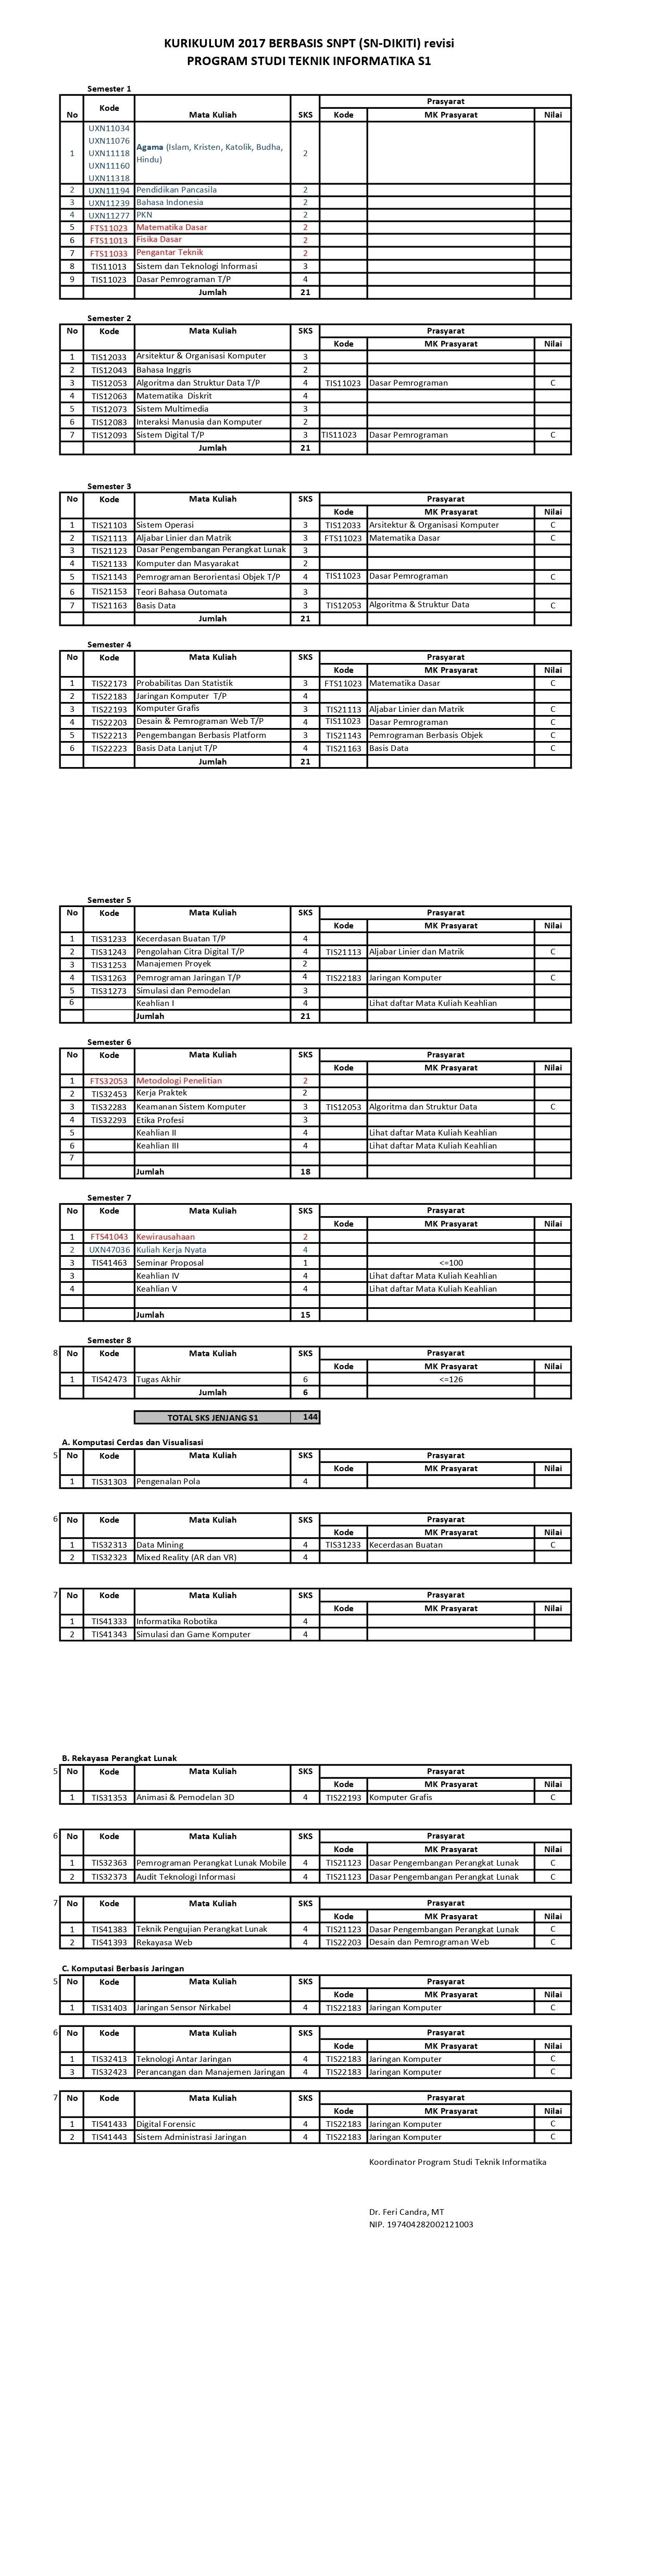 KURIKULUM 2017 BERBASIS SNPT (SN-DIKITI) revisi
PROGRAM STUDI TEKNIK INFORMATIKA S1
Semester 1
No Kode Mata Kuliah SKS Prasyarat
Kode MK Prasyarat Nilai
UXN11034
UXN11076
1 UXN11118 Agama (Islam, Kristen, Katolik, Budha, Hindu) 2
UXN11160
UXN11318
2 UXN11194 Pendidikan Pancasila 2
3 UXN11239 Bahasa Indonesia 2
4 UXN11277 PKN 2
5 FTS11023 Matematika Dasar 2
6 FTS11013 Fisika Dasar 2
7 FTS11033 Pengantar Teknik 2
8 TIS11013 Sistem dan Teknologi Informasi 3
9 TIS11023 Dasar Pemrograman T/P 4
Jumlah 21
Semester 2
No Kode Mata Kuliah SKS Prasyarat
Kode MK Prasyarat Nilai
1 TIS12033 Arsitektur & Organisasi Komputer 3
2 TIS12043 Bahasa Inggris 2
3 TIS12053 Algoritma dan Struktur Data T/P 4 TIS11023 Dasar Pemrograman C
4 TIS12063 Matematika Diskrit 4
5 TIS12073 Sistem Multimedia 3
6 TIS12083 Interaksi Manusia dan Komputer 2
7 TIS12093 Sistem Digital T/P 3 TIS11023 Dasar Pemrograman C
Jumlah 21
Semester 3
No Kode Mata Kuliah SKS Prasyarat
Kode MK Prasyarat Nilai
1 TIS21103 Sistem Operasi 3 TIS12033 Arsitektur & Organisasi Komputer C
2 TIS21113 Aljabar Linier dan Matrik 3 FTS11023 Matematika Dasar C
3 TIS21123 Dasar Pengembangan Perangkat Lunak 3
4 TIS21133 Komputer dan Masyarakat 2
5 TIS21143 Pemrograman Berorientasi Objek T/P 4 TIS11023 Dasar Pemrograman C
6 TIS21153 Teori Bahasa Outomata 3
7 TIS21163 Basis Data 3 TIS12053 Algoritma & Struktur Data C
Jumlah 21
Semester 4
No Kode Mata Kuliah SKS Prasyarat
Kode MK Prasyarat Nilai
1 TIS22173 Probabilitas Dan Statistik 3 FTS11023 Matematika Dasar C
2 TIS22183 Jaringan Komputer T/P 4
3 TIS22193 Komputer Grafis 3 TIS21113 Aljabar Linier dan Matrik C
4 TIS22203 Desain & Pemrograman Web T/P 4 TIS11023 Dasar Pemrograman C
5 TIS22213 Pengembangan Berbasis Platform 3 TIS21143 Pemrograman Berbasis Objek C
6 TIS22223 Basis Data Lanjut T/P 4 TIS21163 Basis Data C
Jumlah 21
Semester 5
No Kode Mata Kuliah SKS Prasyarat
Kode MK Prasyarat Nilai
1 TIS31233 Kecerdasan Buatan T/P 4
2 TIS31243 Pengolahan Citra Digital T/P 4 TIS21113 Aljabar Linier dan Matrik C
3 TIS31253 Manajemen Proyek 2
4 TIS31263 Pemrograman Jaringan T/P 4 TIS22183 Jaringan Komputer C
5 TIS31273 Simulasi dan Pemodelan 3
6 Keahlian I 4 Lihat daftar Mata Kuliah Keahlian
Jumlah 21
Semester 6
No Kode Mata Kuliah SKS Prasyarat
Kode MK Prasyarat Nilai
1 FTS32053 Metodologi Penelitian 2
2 TIS32453 Kerja Praktek 2
3 TIS32283 Keamanan Sistem Komputer 3 TIS12053 Algoritma dan Struktur Data C
4 TIS32293 Etika Profesi 3
5 Keahlian II 4 Lihat daftar Mata Kuliah Keahlian
6 Keahlian III 4 Lihat daftar Mata Kuliah Keahlian
7
Jumlah 18
Semester 7
No Kode Mata Kuliah SKS Prasyarat
Kode MK Prasyarat Nilai
1 FTS41043 Kewirausahaan 2
2 UXN47036 Kuliah Kerja Nyata 4
3 TIS41463 Seminar Proposal 1 <=100
3 Keahlian IV 4 Lihat daftar Mata Kuliah Keahlian
4 Keahlian V 4 Lihat daftar Mata Kuliah Keahlian
Jumlah 15
Semester 8
8 No Kode Mata Kuliah SKS Prasyarat
Kode MK Prasyarat Nilai
1 TIS42473 Tugas Akhir 6 <=126
Jumlah 6
TOTAL SKS JENJANG S1 144
A. Komputasi Cerdas dan Visualisasi
5 No Kode Mata Kuliah SKS Prasyarat
Kode MK Prasyarat Nilai
1 TIS31303 Pengenalan Pola 4
6 No Kode Mata Kuliah SKS Prasyarat
Kode MK Prasyarat Nilai
1 TIS32313 Data Mining 4 TIS31233 Kecerdasan Buatan C
2 TIS32323 Mixed Reality (AR dan VR) 4
7 No Kode Mata Kuliah SKS Prasyarat
Kode MK Prasyarat Nilai
1 TIS41333 Informatika Robotika 4
2 TIS41343 Simulasi dan Game Komputer 4
B. Rekayasa Perangkat Lunak
5 No Kode Mata Kuliah SKS Prasyarat
Kode MK Prasyarat Nilai
1 TIS31353 Animasi & Pemodelan 3D 4 TIS22193 Komputer Grafis C
6 No Kode Mata Kuliah SKS Prasyarat
Kode MK Prasyarat Nilai
1 TIS32363 Pemrograman Perangkat Lunak Mobile 4 TIS21123 Dasar Pengembangan Perangkat Lunak C
2 TIS32373 Audit Teknologi Informasi 4 TIS21123 Dasar Pengembangan Perangkat Lunak C
7 No Kode Mata Kuliah SKS Prasyarat
Kode MK Prasyarat Nilai
1 TIS41383 Teknik Pengujian Perangkat Lunak 4 TIS21123 Dasar Pengembangan Perangkat Lunak C
2 TIS41393 Rekayasa Web 4 TIS22203 Desain dan Pemrograman Web C
C. Komputasi Berbasis Jaringan
5 No Kode Mata Kuliah SKS Prasyarat
Kode MK Prasyarat Nilai
1 TIS31403 Jaringan Sensor Nirkabel 4 TIS22183 Jaringan Komputer C
6 No Kode Mata Kuliah SKS Prasyarat
Kode MK Prasyarat Nilai
1 TIS32413 Teknologi Antar Jaringan 4 TIS22183 Jaringan Komputer C
3 TIS32423 Perancangan dan Manajemen Jaringan 4 TIS22183 Jaringan Komputer C
7 No Kode Mata Kuliah SKS Prasyarat
Kode MK Prasyarat Nilai
1 TIS41433 Digital Forensic 4 TIS22183 Jaringan Komputer C
2 TIS41443 Sistem Administrasi Jaringan 4 TIS22183 Jaringan Komputer C
Koordinator Program Studi Teknik Informatika
Dr. Feri Candra, MT
NIP. 197404282002121003